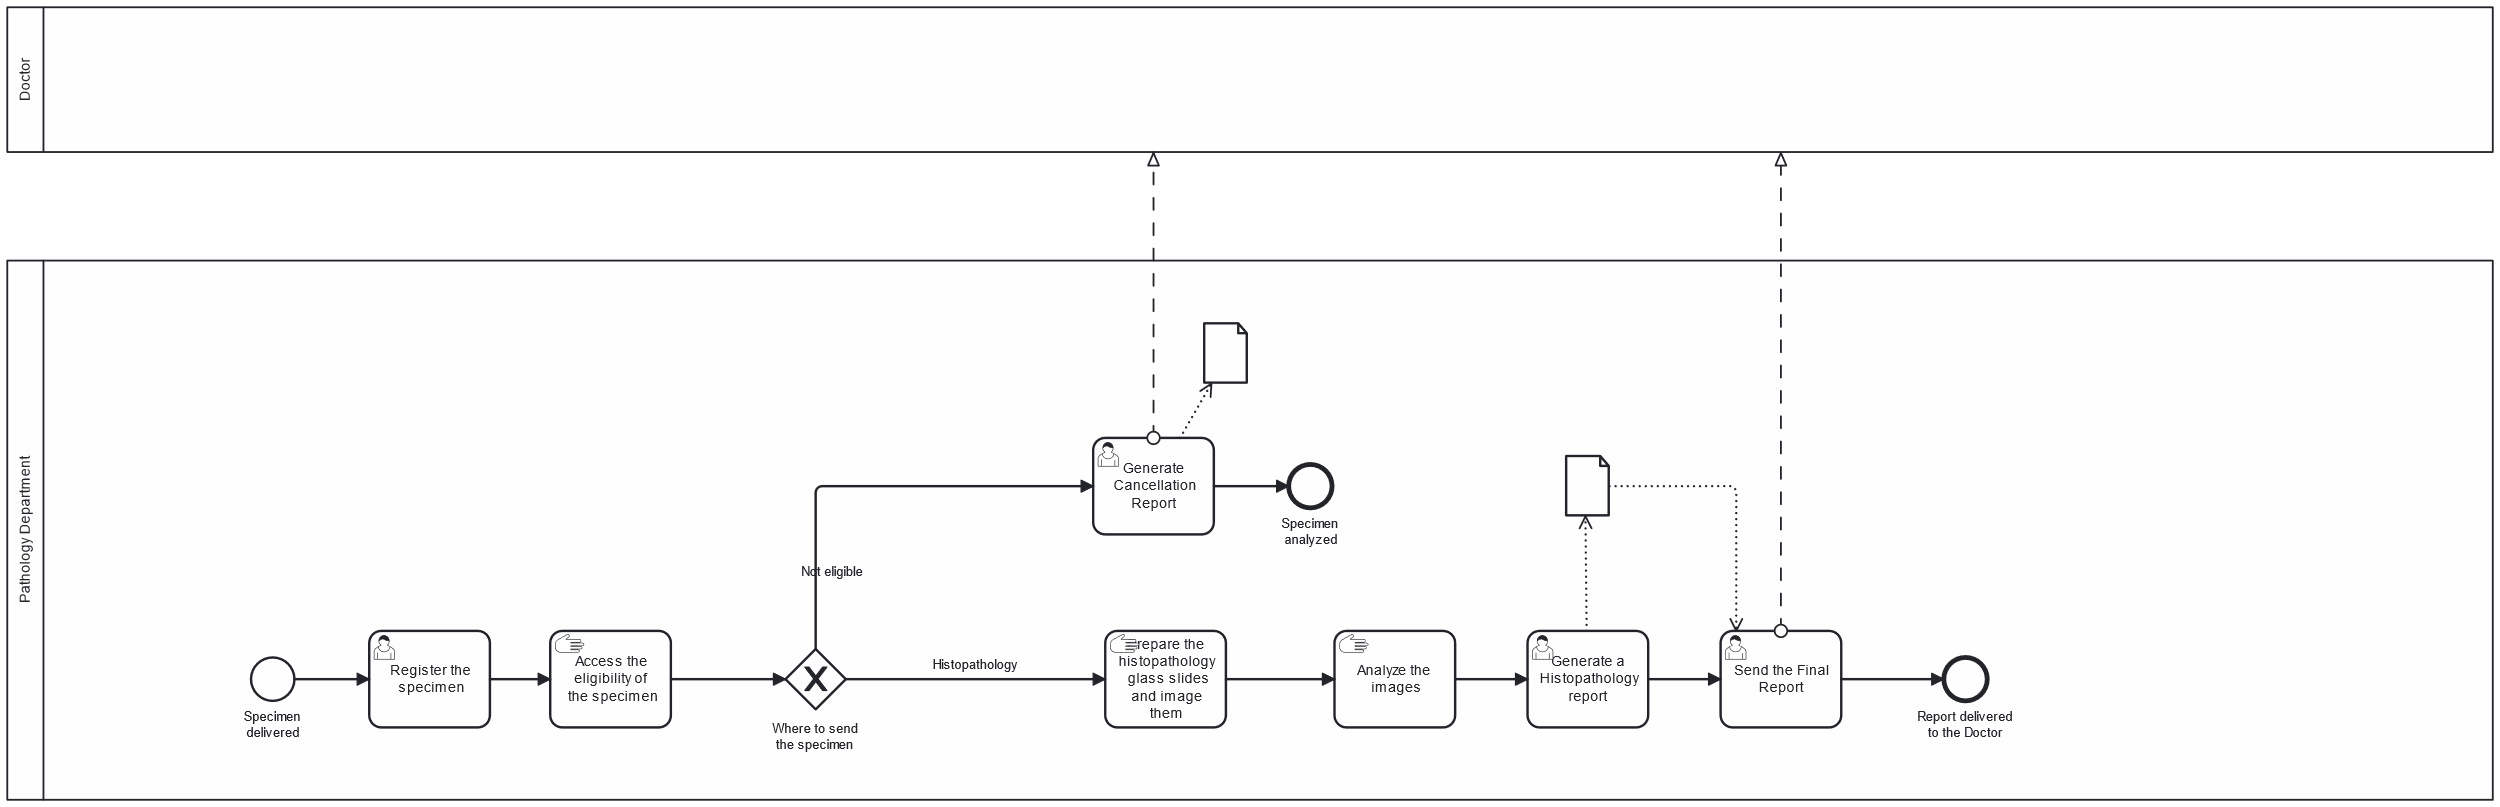 Doctor
Pathology Department
Generate
Cancellation
Report
Specimen
analyzed
Not eligible
Specimen
delivered
Register the
specimen
Access the
eligibility of
the specimen
Where to send
the specimen
Histopathology
repare the
histopathology
glass slides
and image
them
Analyze the
images
Generate a
Histopathology
report
Send the Final
Report
Report delivered
to the Doctor